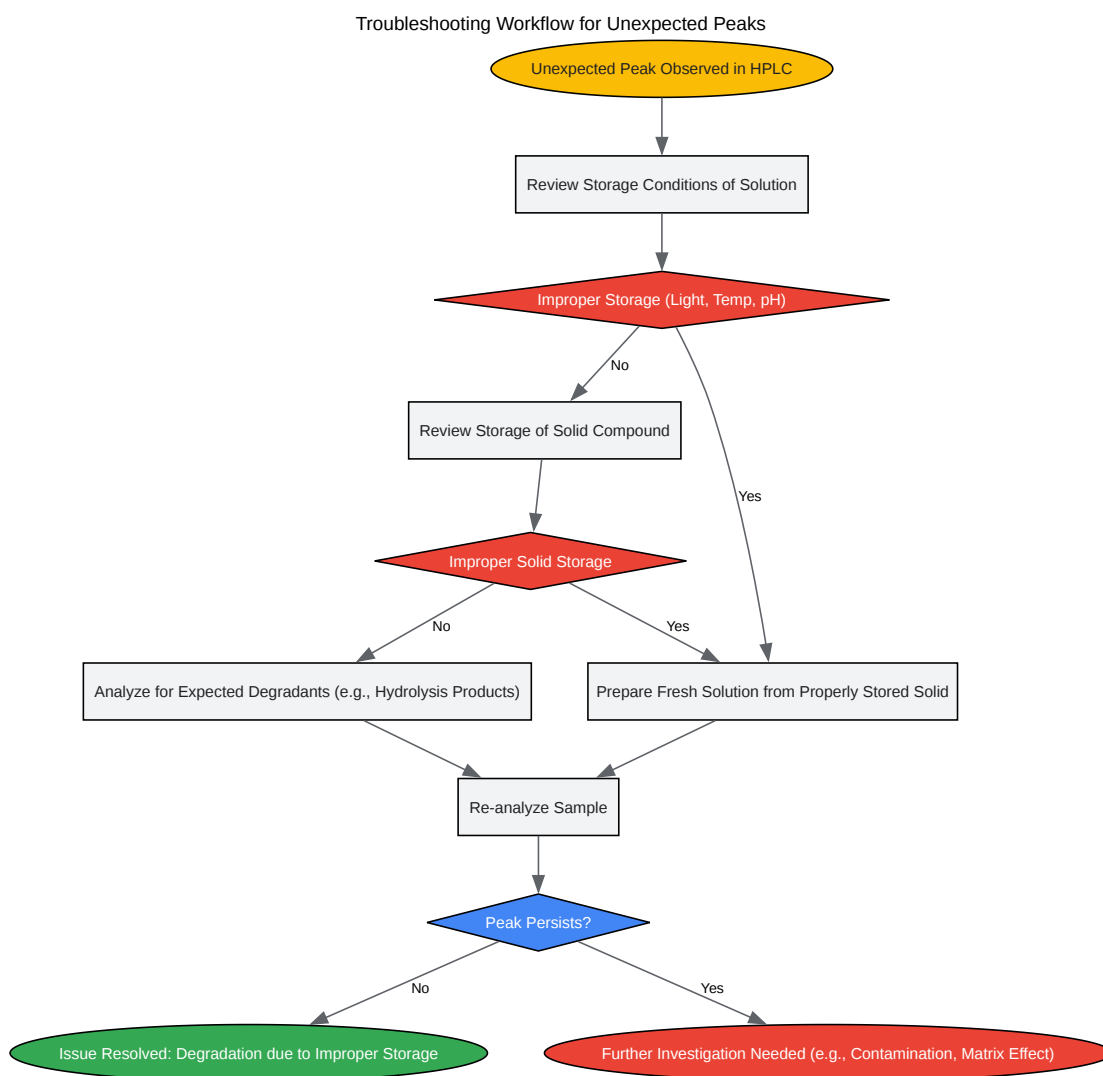 Troubleshooting Workflow for Unexpected Peaks
Unexpected Peak Observed in HPLC
Review Storage Conditions of Solution
Improper Storage (Light, Temp, pH)
No
Review Storage of Solid Compound
Yes
Improper Solid Storage
No
Yes
Analyze for Expected Degradants (e.g., Hydrolysis Products)
Prepare Fresh Solution from Properly Stored Solid
Re-analyze Sample
Peak Persists?
No
Yes
Issue Resolved: Degradation due to Improper Storage
Further Investigation Needed (e.g., Contamination, Matrix Effect)